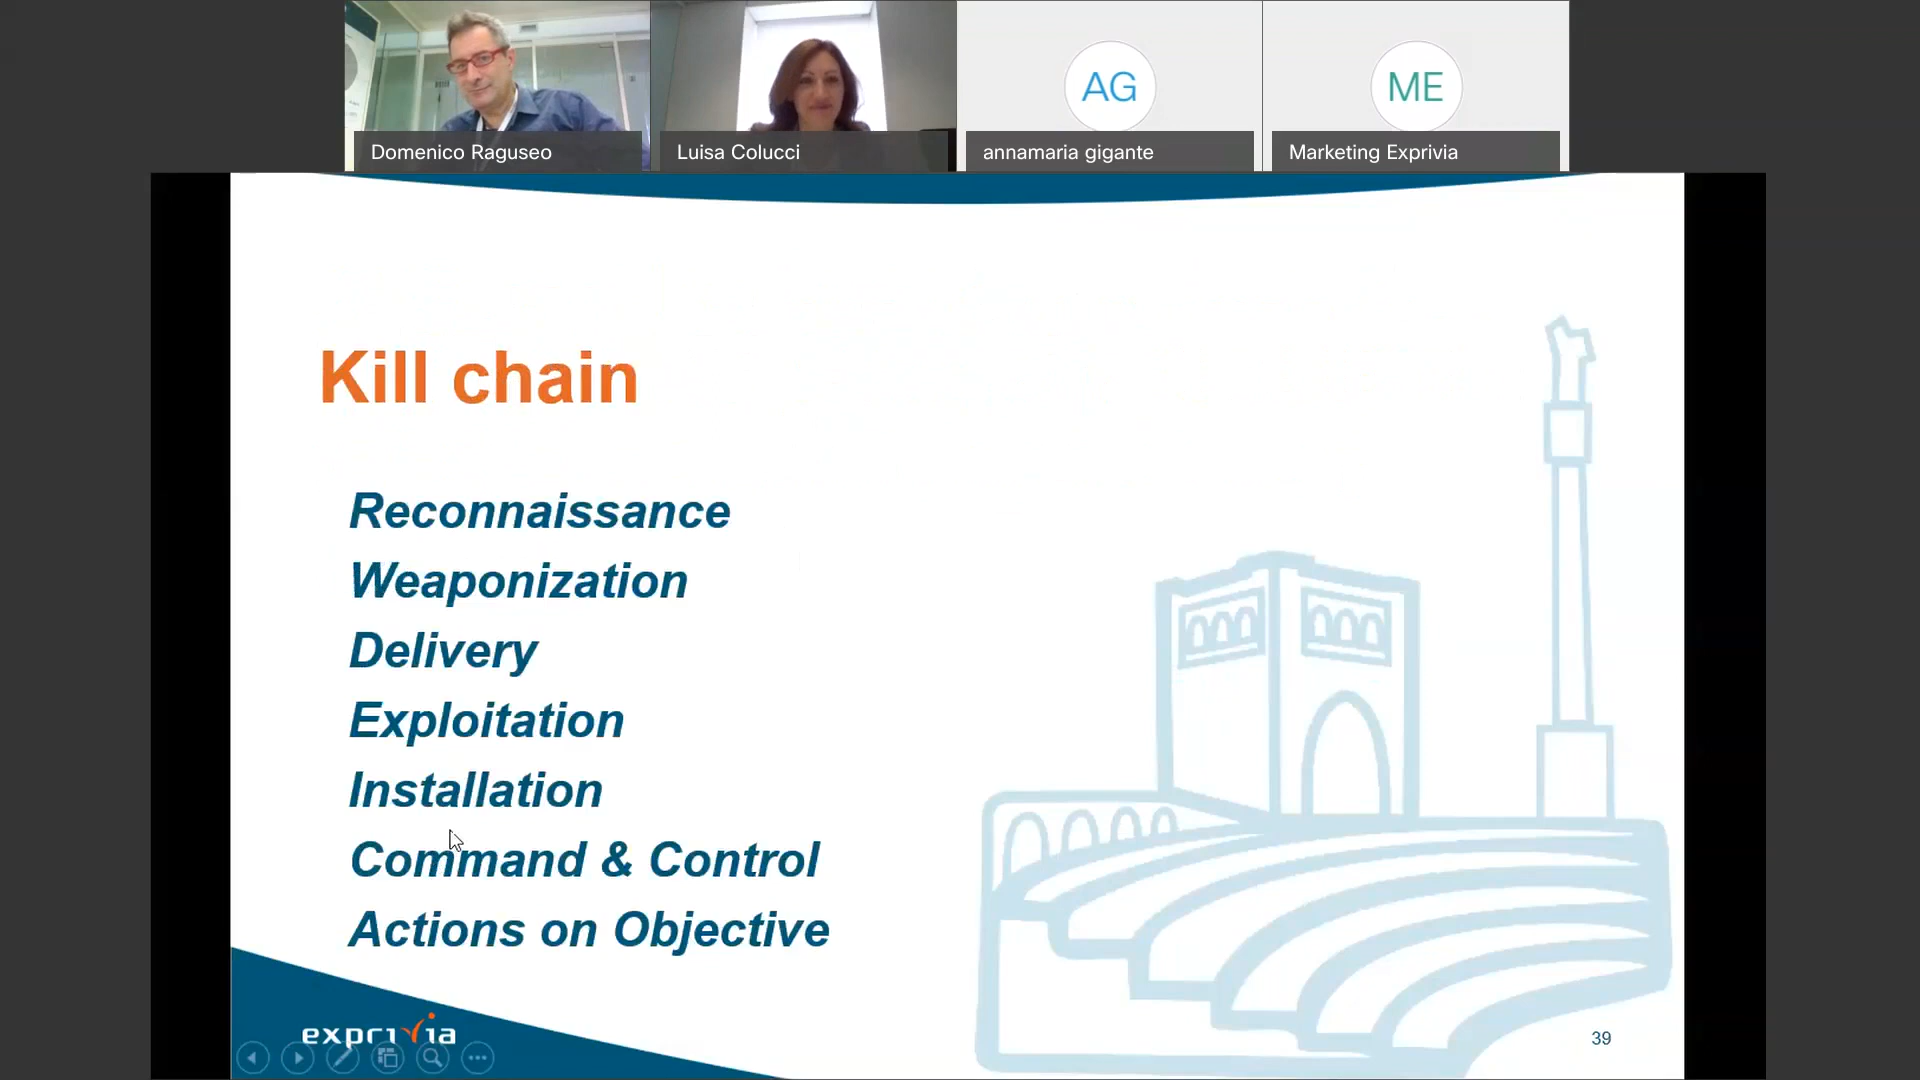 Domenico Raguseo
Luisa Colucci
AG
annamaria gigante
ME
Marketing Exprivia
Kill chain
Reconnaissance
Weaponization
Delivery
Exploitation
Installation
Command & Control
Actions on Objective
exprivia
39